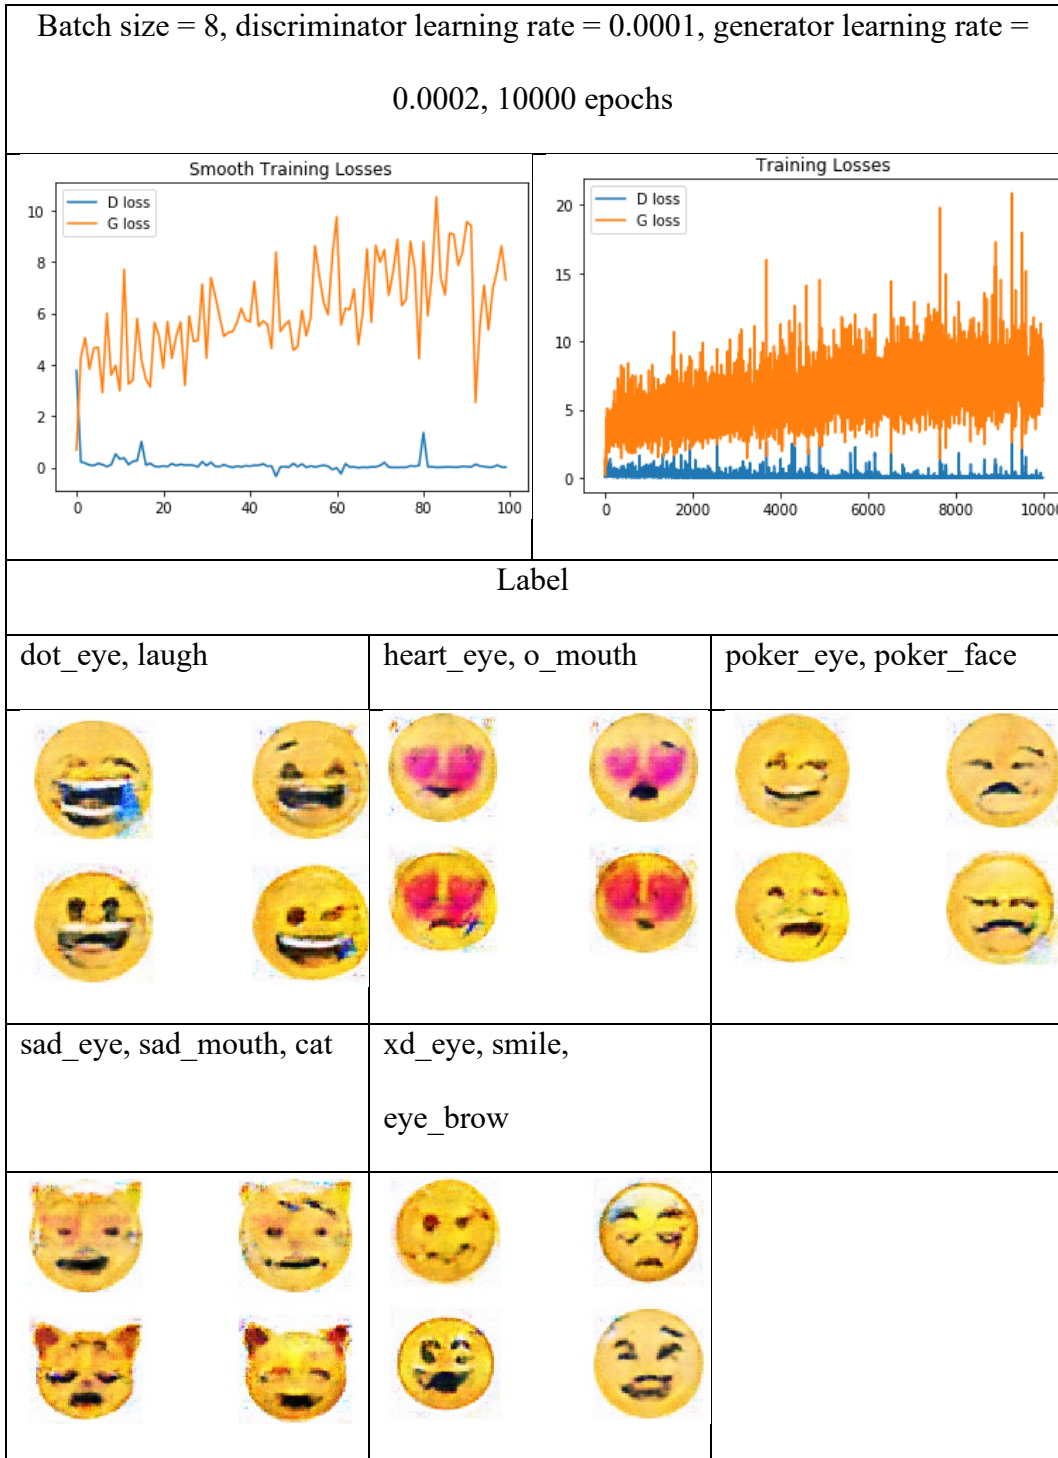 Batch size = 8, discriminator learning rate = 0.0001, generator learning rate =
0.0002, 10000 epochs
Smooth Training Losses
D loss
G loss
10
8
6
4
2
0
0 20 40 60 80 100
Training Losses
D loss
G loss
20
15
10
5
0
0 2000 4000 6000 8000 10000
Label
dot_eye, laugh
heart_eye, o_mouth
poker_eye, poker_face
sad_eye, sad_mouth, cat
xd_eye, smile,
eye_brow